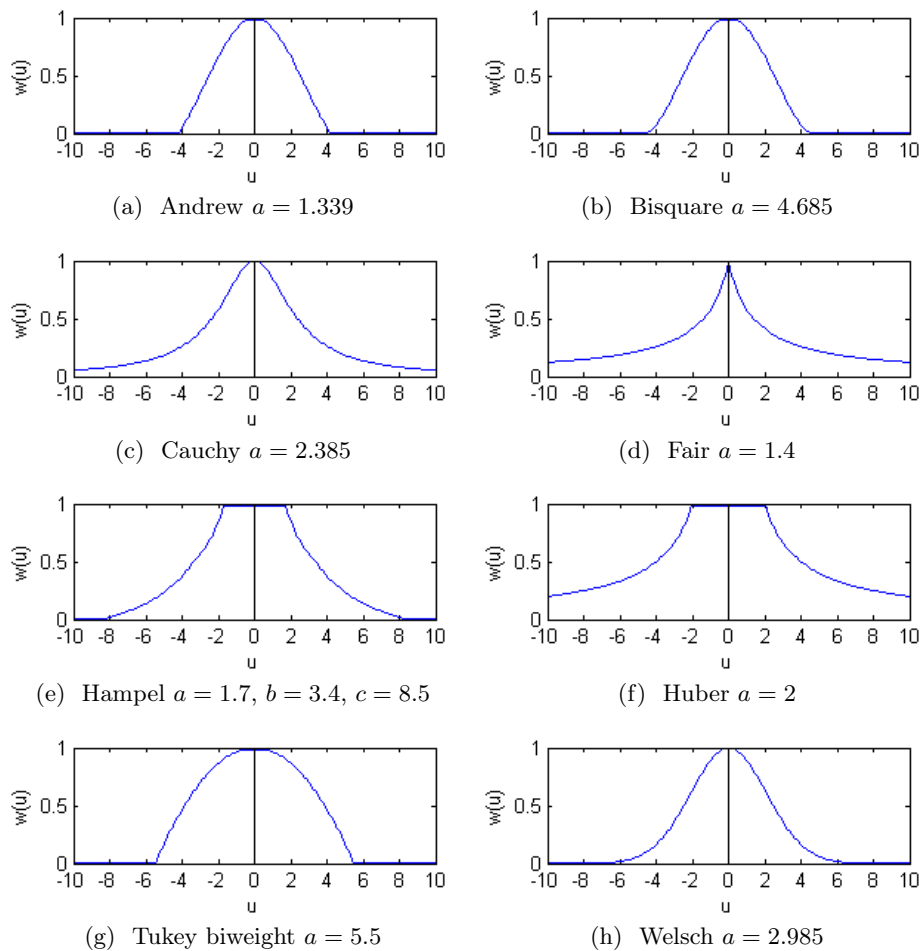 1
0.5
0
w(u)
-10 -8 -6 -4 -2 0 2 4 6 8 10
u
(a) Andrew a = 1.339
1
0.5
0
w(u)
-10 -8 -6 -4 -2 0 2 4 6 8 10
u
(b) Bisquare a = 4.685
1
0.5
0
w(u)
-10 -8 -6 -4 -2 0 2 4 6 8 10
u
(c) Cauchy a = 2.385
1
0.5
0
w(u)
-10 -8 -6 -4 -2 0 2 4 6 8 10
u
(d) Fair a = 1.4
1
0.5
0
w(u)
-10 -8 -6 -4 -2 0 2 4 6 8 10
u
(e) Hampel a = 1.7, b = 3.4, c = 8.5
1
0.5
0
w(u)
-10 -8 -6 -4 -2 0 2 4 6 8 10
u
(f) Huber a = 2
1
0.5
0
w(u)
-10 -8 -6 -4 -2 0 2 4 6 8 10
u
(g) Tukey biweight a = 5.5
1
0.5
0
w(u)
-10 -8 -6 -4 -2 0 2 4 6 8 10
u
(h) Welsch a = 2.985